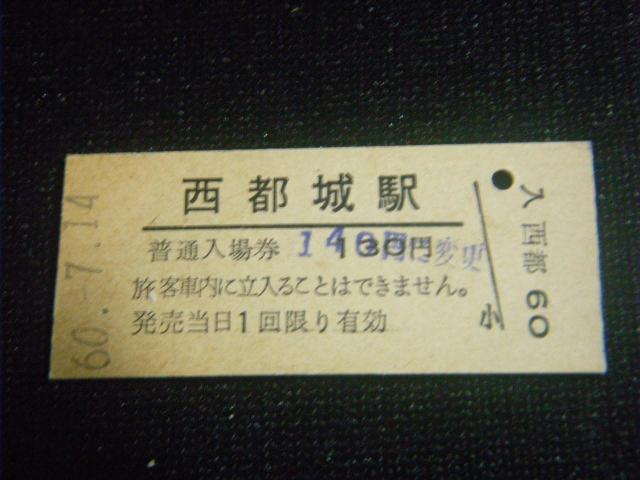 西都城駅
普通入場券 130円
140円に変更
旅客車内に立入ることはできません。
発売当日1回限り有効
60.-7.14
小
入 西都 60